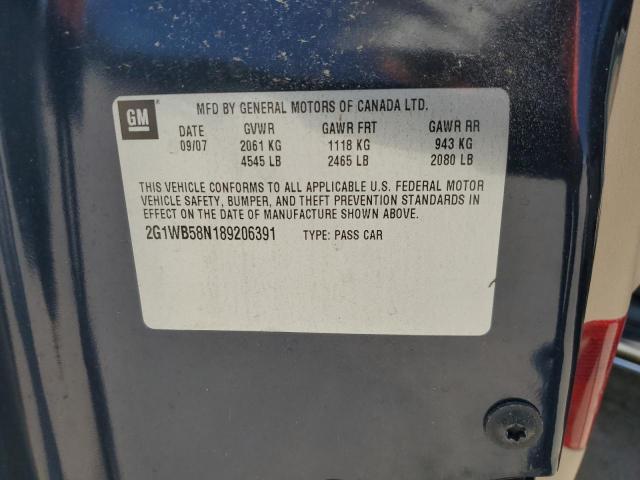 GM
MFD BY GENERAL MOTORS OF CANADA LTD.
DATE GVWR GAWR FRT GAWR RR
09/07 2061 KG 1118 KG 943 KG
4545 LB 2465 LB 2080 LB
THIS VEHICLE CONFORMS TO ALL APPLICABLE U.S. FEDERAL MOTOR
VEHICLE SAFETY, BUMPER, AND THEFT PREVENTION STANDARDS IN
EFFECT ON THE DATE OF MANUFACTURE SHOWN ABOVE.
2G1WB58N189206391 TYPE: PASS CAR